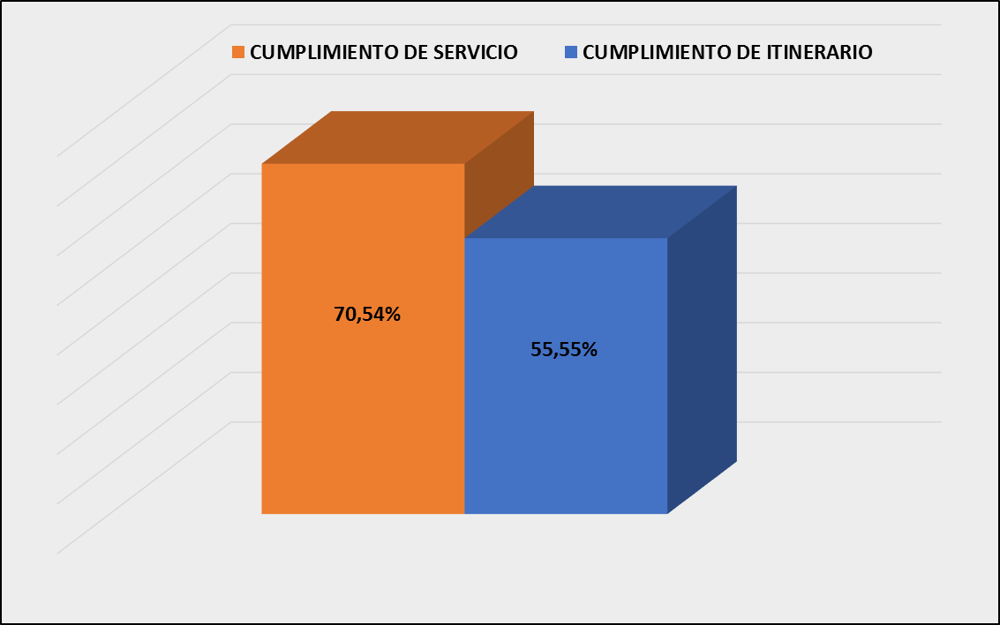 CUMPLIMIENTO DE SERVICIO CUMPLIMIENTO DE ITINERARIO
70,54%
55,55%